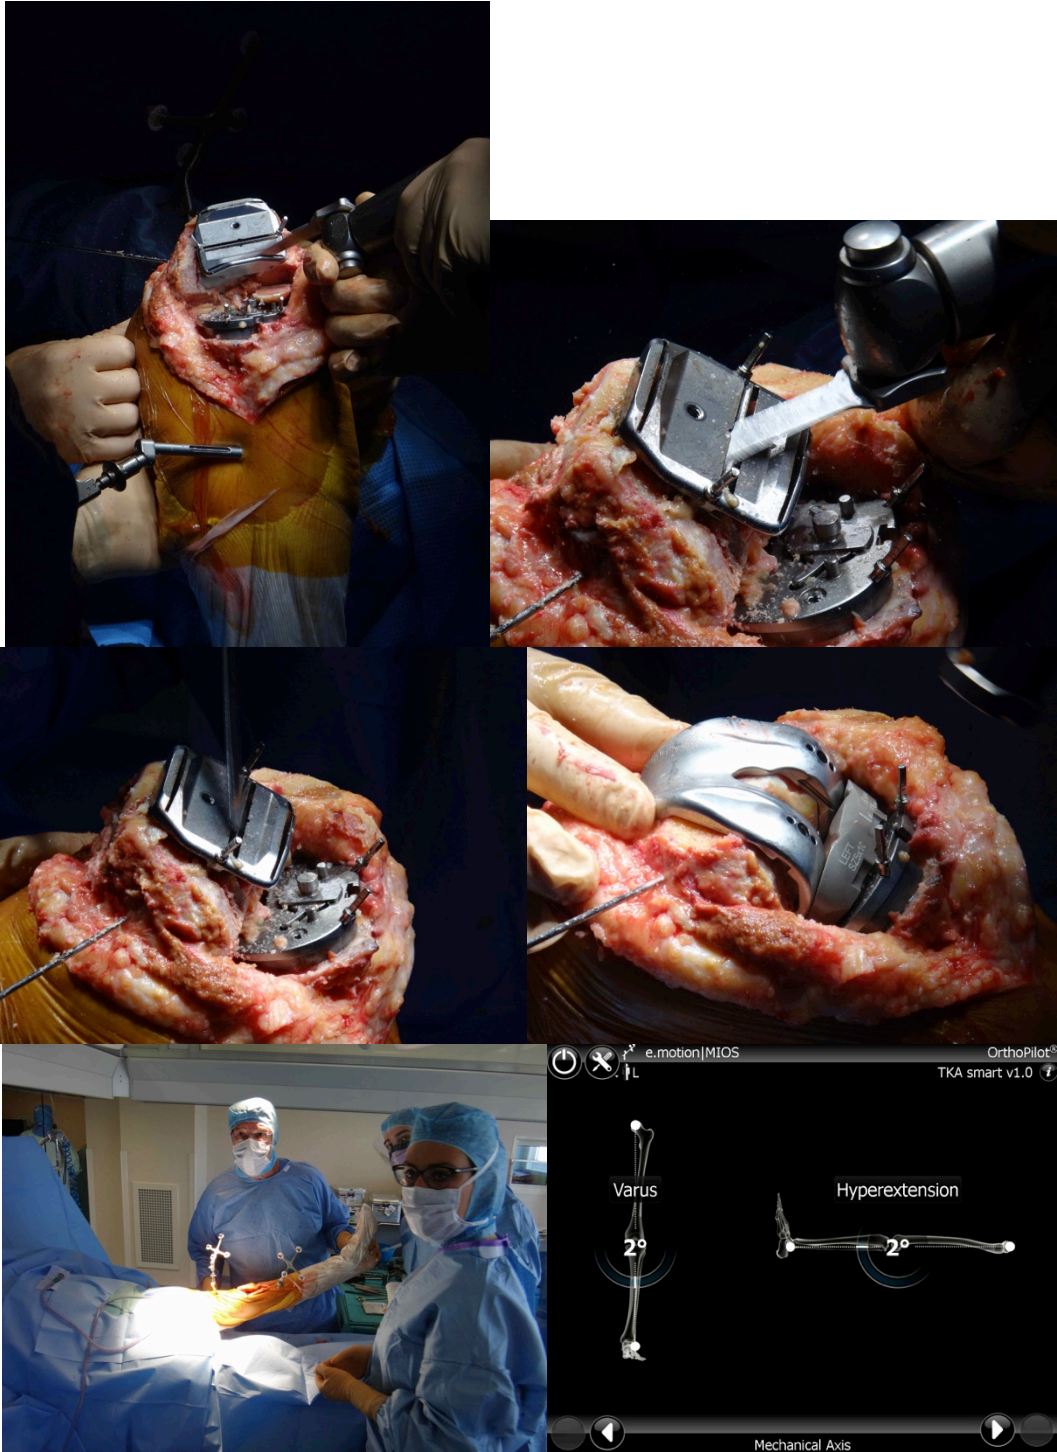 LEFT
e.motion|MIOS
OrthoPilot®
L
TKA smart v1.0
i
Varus
Hyperextension
2°
2°
Mechanical Axis